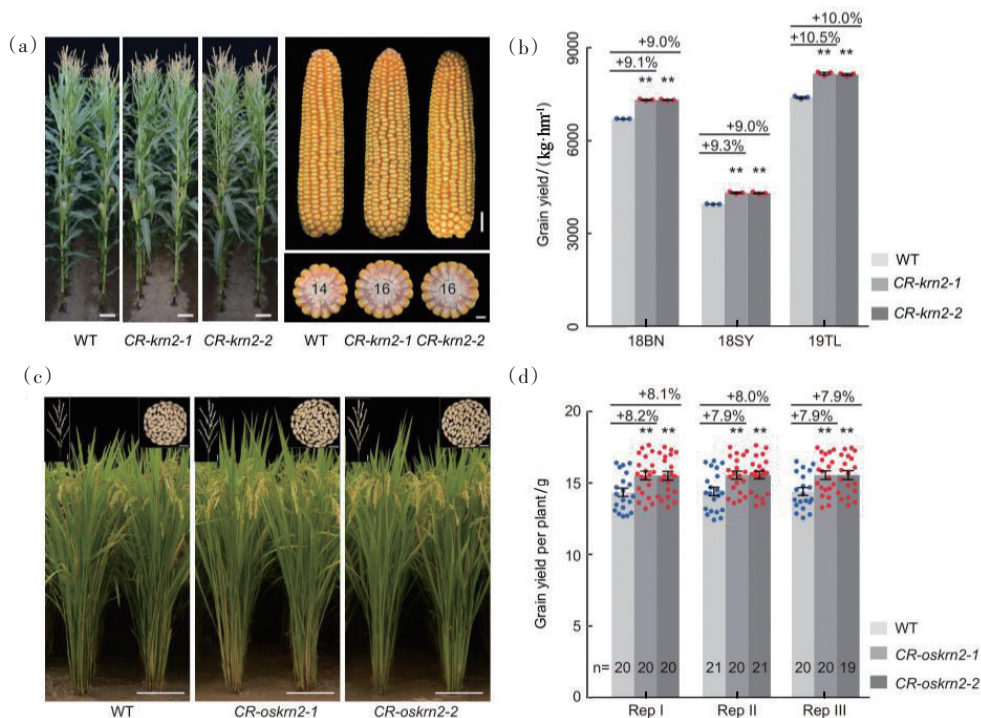 (a)
14
16
16
WT
CR-krn2-1
CR-krn2-2
WT
CR-krn2-1
CR-krn2-2
(b)
Grain yield/(kg·hm⁻¹)
9000
6000
3000
0
+9.0%
+9.1%
** **
+9.0%
+9.3%
** **
+10.0%
+10.5%
** **
18BN
18SY
19TL
WT
CR-krn2-1
CR-krn2-2
(c)
WT
CR-oskrn2-1
CR-oskrn2-2
(d)
Grain yield per plant/g
20
15
10
5
0
+8.1%
+8.2%
** **
+8.0%
+7.9%
** **
+7.9%
+7.9%
** **
n= 20 20 20
21 20 21
20 20 19
Rep I
Rep II
Rep III
WT
CR-oskrn2-1
CR-oskrn2-2